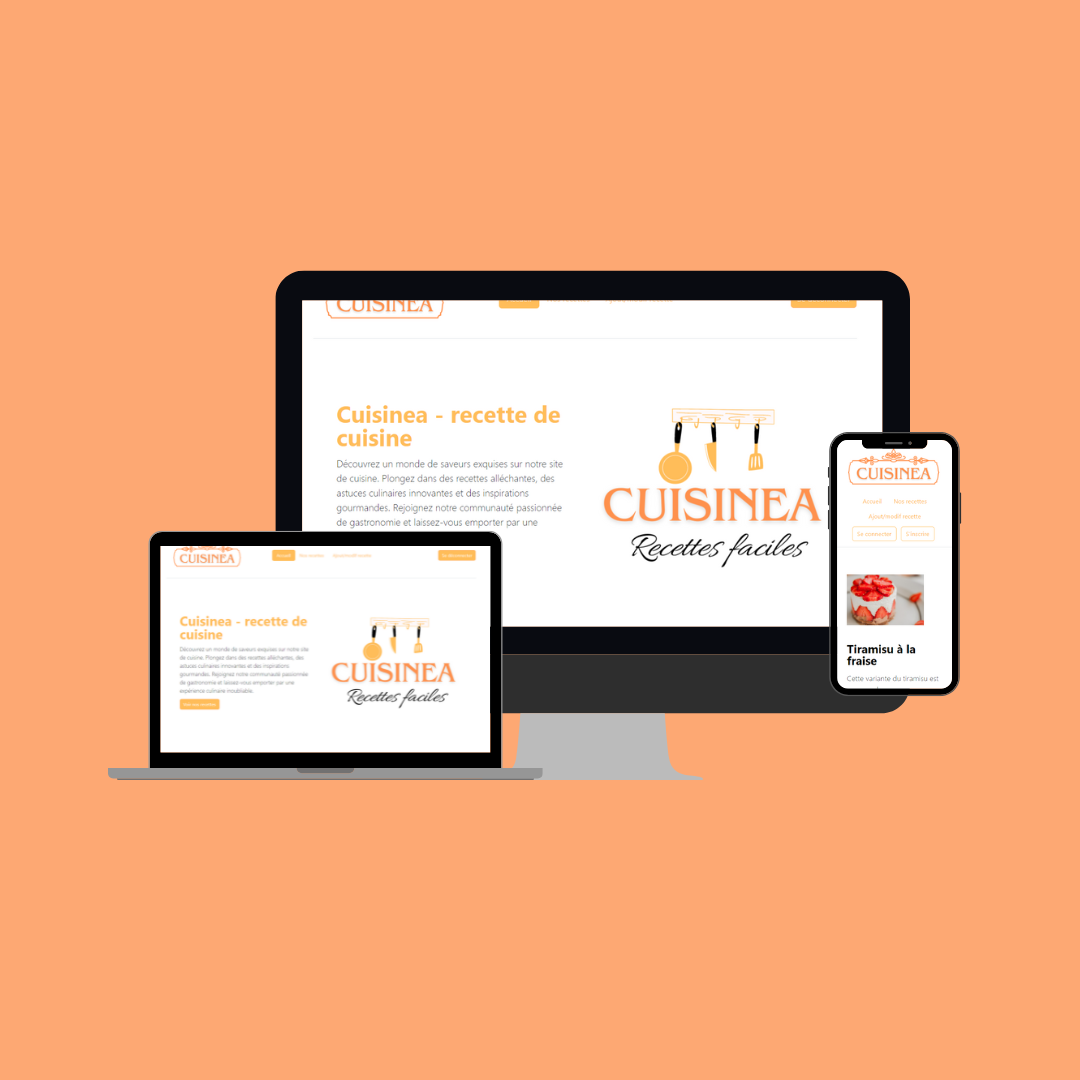 CUISINEA
Cuisinea - recette de
cuisine
Découvrez un monde de saveurs exquises sur notre site
de cuisine. Plongez dans des recettes alléchantes, des
astuces culinaires innovantes et des inspirations
gourmandes. Rejoignez notre communauté passionnée
de gastronomie et laissez-vous emporter par une
CUISINEA
Recettes faciles
CUISINEA
Accueil Nos recettes
Ajout/modif recette
Se connecter S'inscrire
Tiramisu à la
fraise
Cette variante du tiramisu est
CUISINEA
Accueil Nos recettes Ajout/modif recette
Cuisinea - recette de
cuisine
Découvrez un monde de saveurs exquises sur notre site
de cuisine. Plongez dans des recettes alléchantes, des
astuces culinaires innovantes et des inspirations
gourmandes. Rejoignez notre communauté passionnée
de gastronomie et laissez-vous emporter par une
expérience culinaire inoubliable.
Voir nos recettes
CUISINEA
Recettes faciles